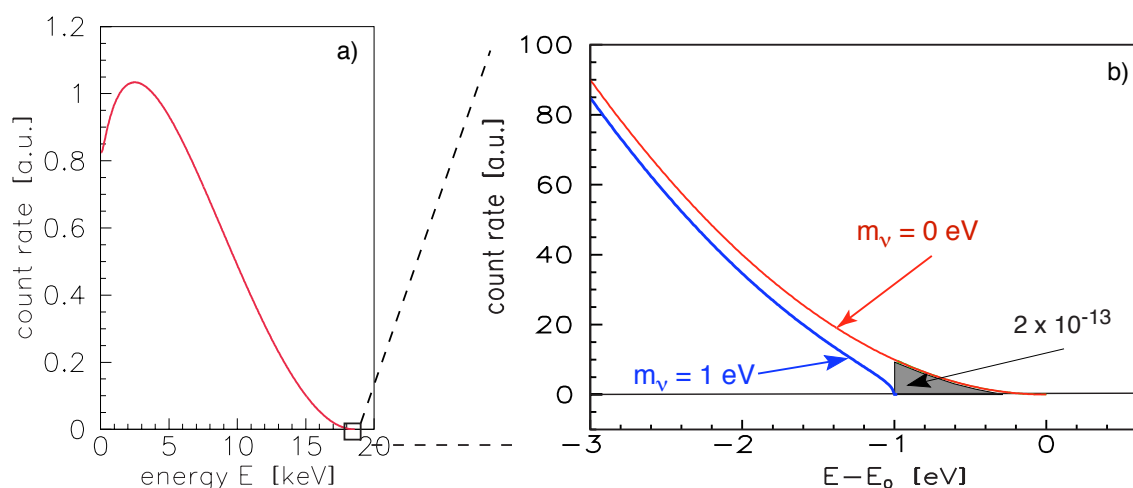 a)
1.2
1
0.8
0.6
0.4
0.2
0
0 5 10 15 20
count rate [a.u.]
energy E [keV]
b)
100
80
60
40
20
0
−3 −2 −1 0
count rate [a.u.]
E−E₀ [eV]
mᵥ = 0 eV
2 x 10⁻¹³
mᵥ = 1 eV